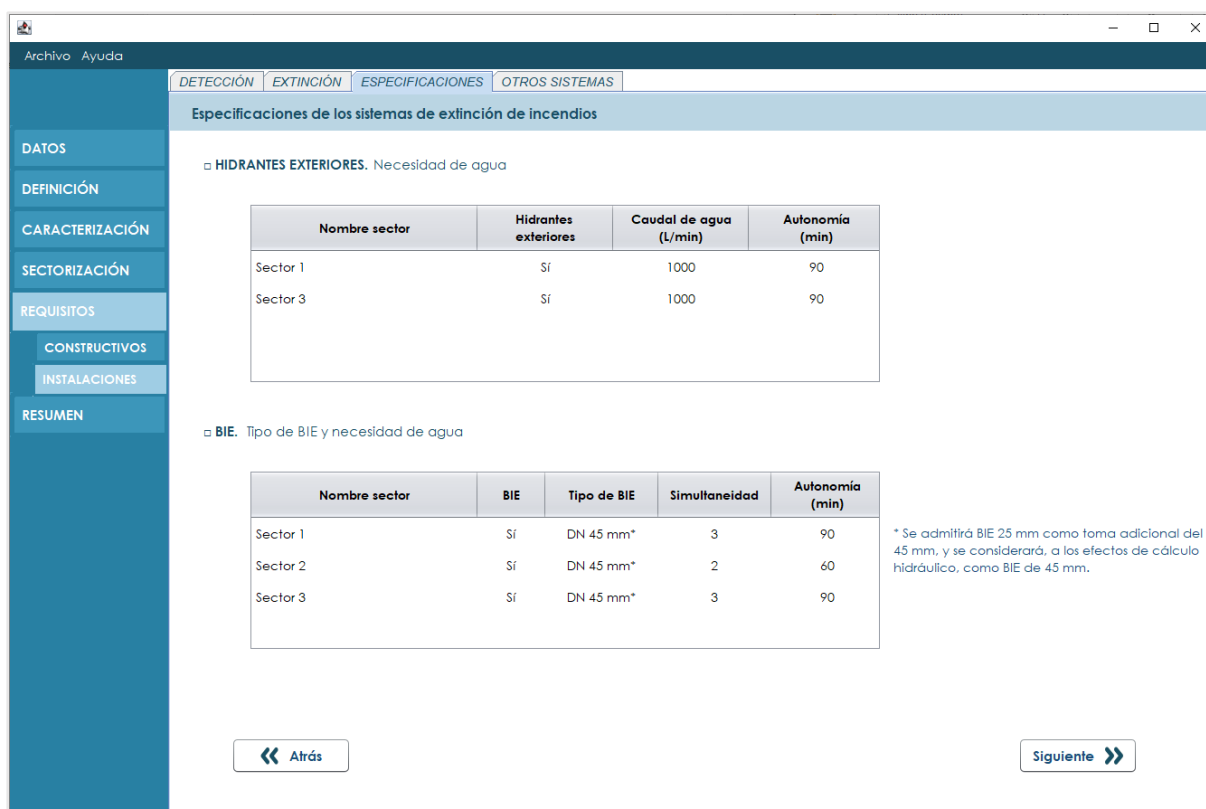 Archivo Ayuda
DETECCIÓN EXTINCIÓN ESPECIFICACIONES OTROS SISTEMAS
Especificaciones de los sistemas de extinción de incendios
DATOS
DEFINICIÓN
CARACTERIZACIÓN
SECTORIZACIÓN
REQUISITOS
CONSTRUCTIVOS
INSTALACIONES
RESUMEN
HIDRANTES EXTERIORES. Necesidad de agua
Nombre sector Hidrantes exteriores Caudal de agua (L/min) Autonomía (min)
Sector 1 Sí 1000 90
Sector 3 Sí 1000 90
BIE. Tipo de BIE y necesidad de agua
Nombre sector BIE Tipo de BIE Simultaneidad Autonomía (min)
Sector 1 Sí DN 45 mm* 3 90
Sector 2 Sí DN 45 mm* 2 60
Sector 3 Sí DN 45 mm* 3 90
* Se admitirá BIE 25 mm como toma adicional del
45 mm, y se considerará, a los efectos de cálculo
hidráulico, como BIE de 45 mm.
Atrás
Siguiente